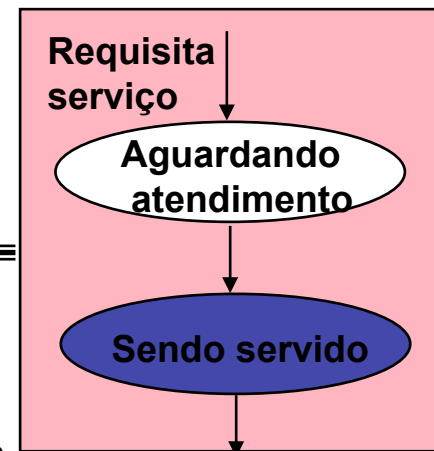 Requisita
serviço
Aguardando
atendimento
Sendo servido